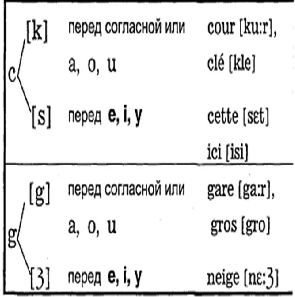 [k] перед согласной или cour [ku:r],
c a, o, u clé [kle]
[s] перед e, i, y cette [sɛt]
ici [isi]
[g] перед согласной или gare [ga:r]
g a, o, u gros [gro]
[ʒ] перед e, i, y neige [nɛ:ʒ]